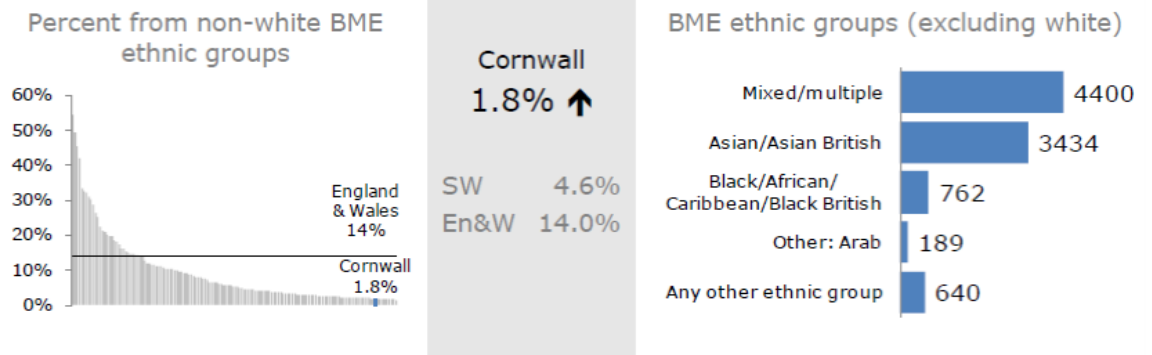 Percent from non-white BME
ethnic groups
60%
50%
40%
30%
20%
10%
0%
England
& Wales
14%
Cornwall
1.8%
Cornwall
1.8% ↑
SW 4.6%
En&W 14.0%
BME ethnic groups (excluding white)
Mixed/multiple 4400
Asian/Asian British 3434
Black/African/
Caribbean/Black British 762
Other: Arab 189
Any other ethnic group 640